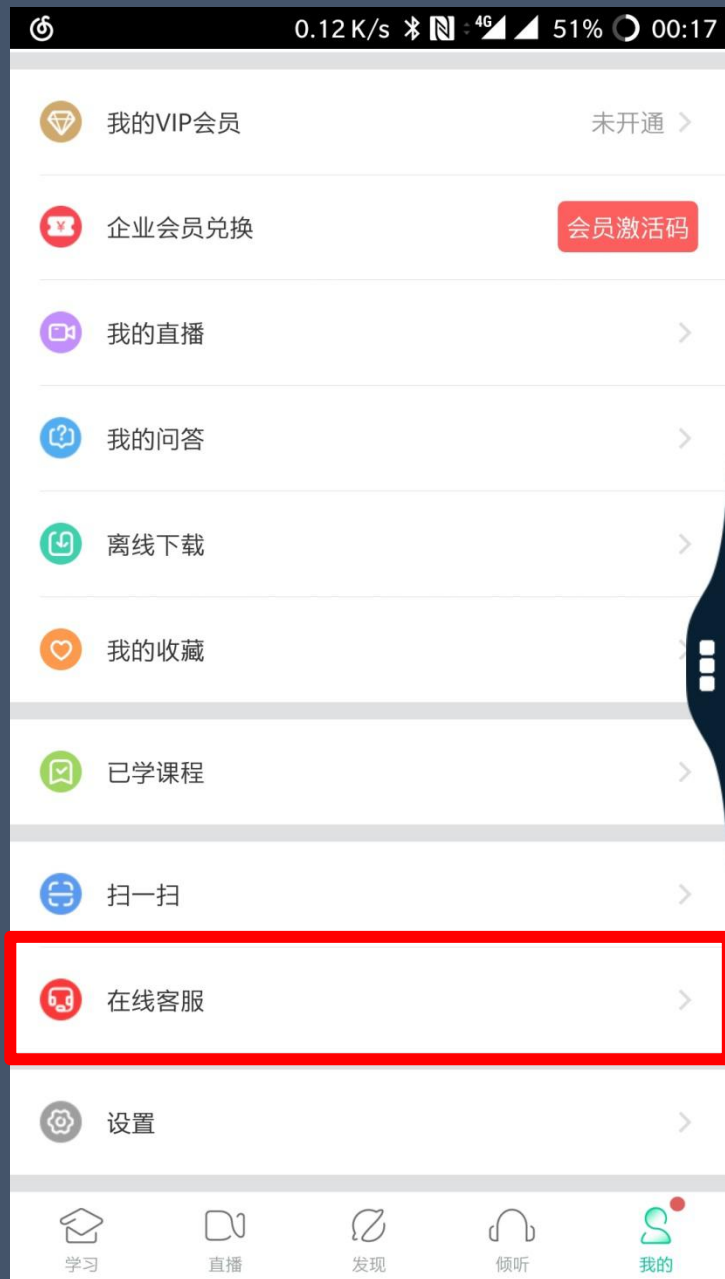 0.12 K/s 4G 51% 00:17
我的VIP会员 未开通
企业会员兑换 会员激活码
我的直播
我的问答
离线下载
我的收藏
已学课程
扫一扫
在线客服
设置
学习 直播 发现 倾听 我的